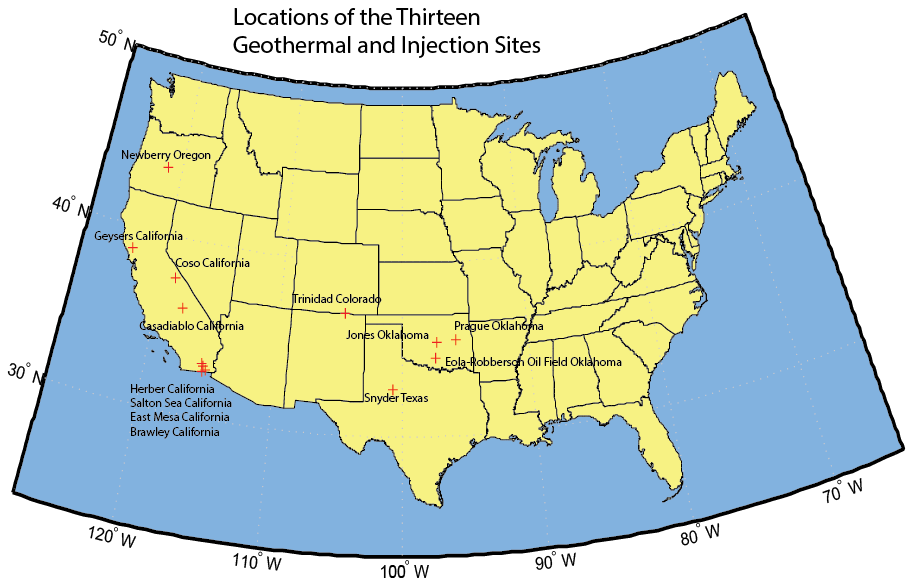 Locations of the Thirteen
Geothermal and Injection Sites
50° N
Newberry Oregon
40° N
Geysers California
Coso California
Trinidad Colorado
Casadiablo California
Jones Oklahoma
Prague Oklahoma
Eola-Robberson Oil Field Oklahoma
30° N
Herber California
Salton Sea California
East Mesa California
Brawley California
Snyder Texas
120° W
110° W
100° W
90° W
80° W
70° W